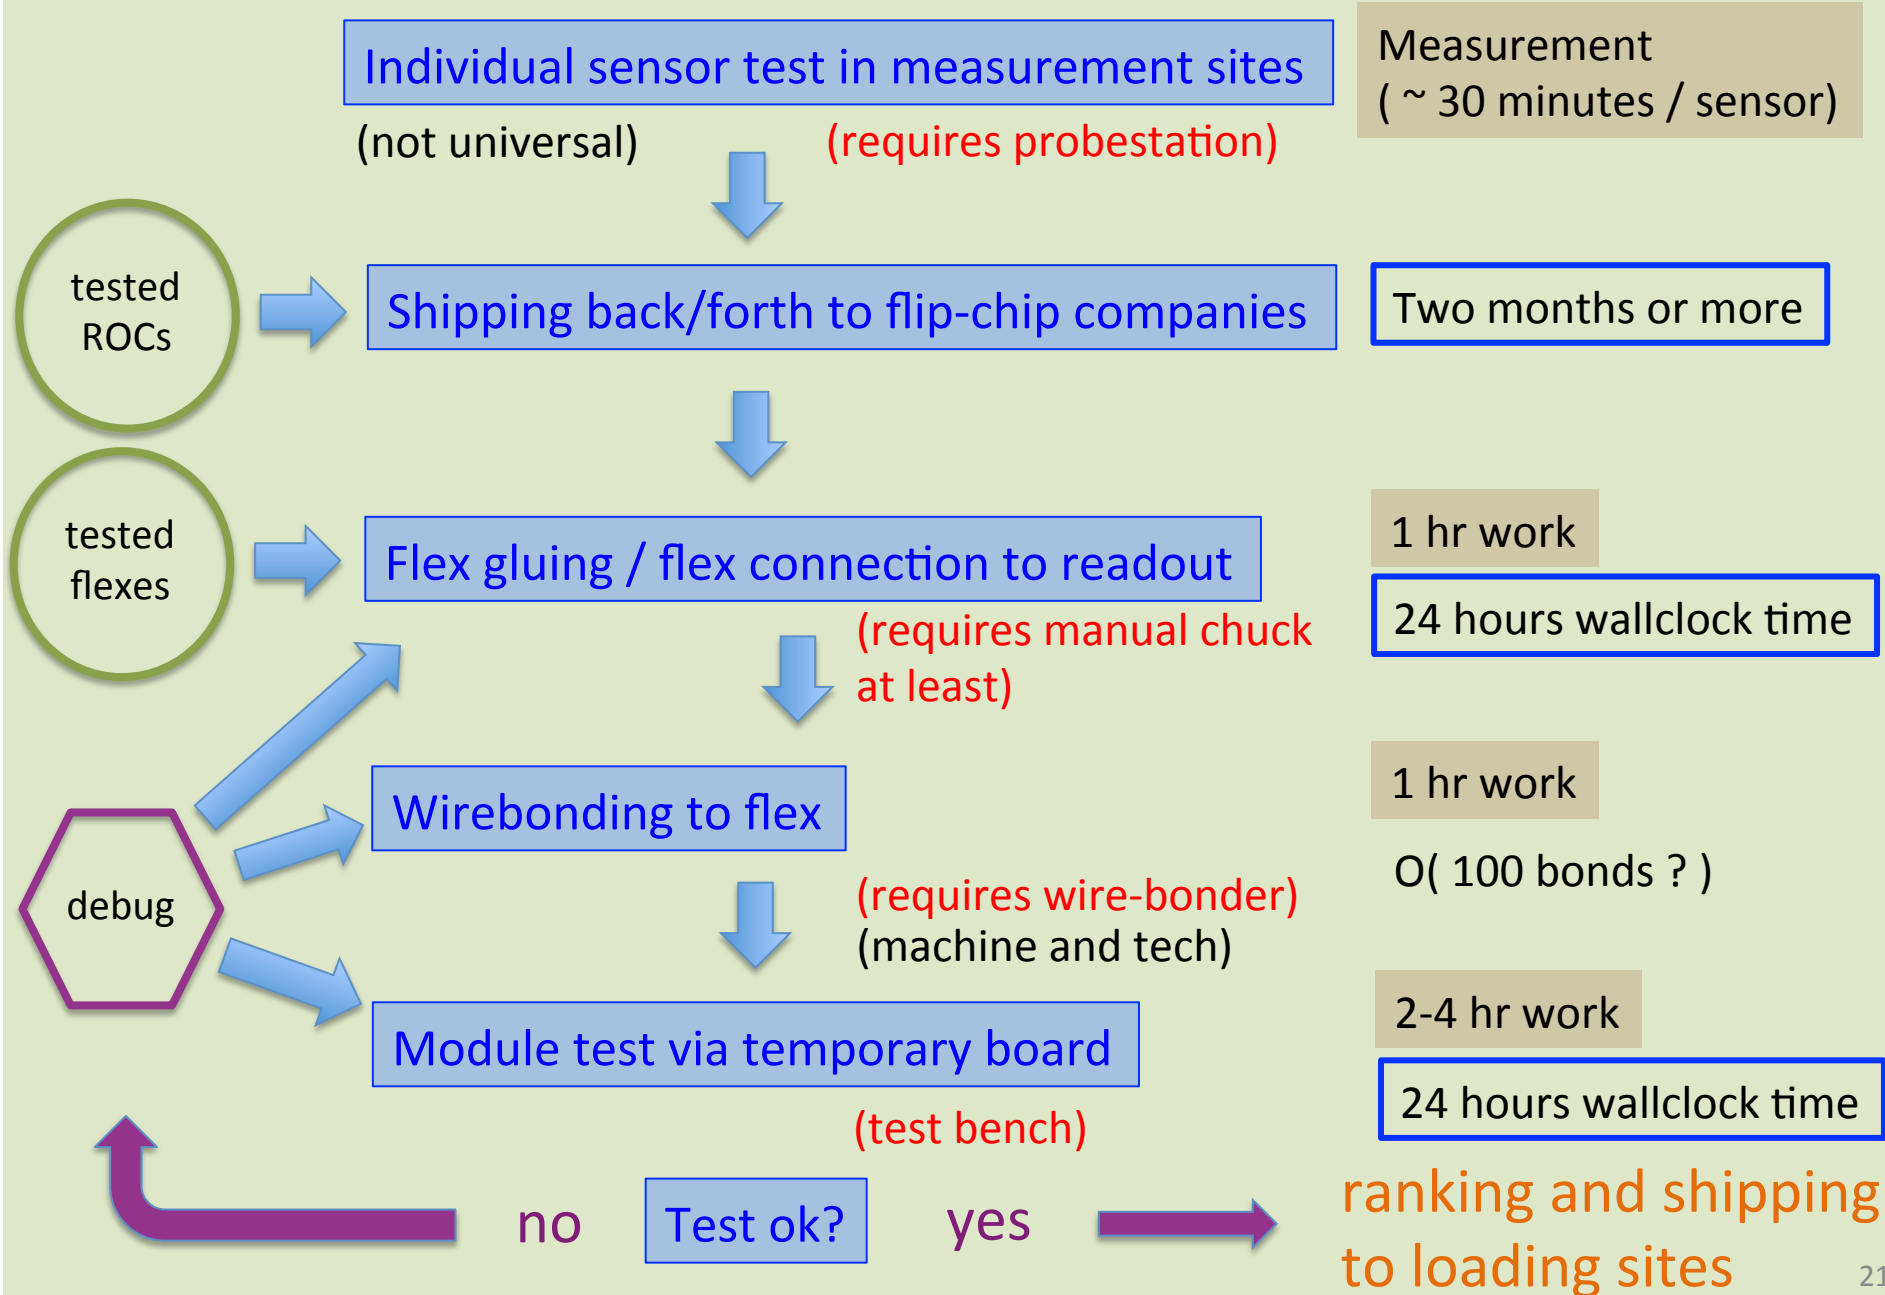 Individual sensor test in measurement sites
Measurement
( ~ 30 minutes / sensor)
(not universal)
(requires probestation)
tested
ROCs
Shipping back/forth to flip-chip companies
Two months or more
tested
flexes
Flex gluing / flex connection to readout
1 hr work
24 hours wallclock time
(requires manual chuck
at least)
Wirebonding to flex
1 hr work
O( 100 bonds ? )
debug
(requires wire-bonder)
(machine and tech)
Module test via temporary board
2-4 hr work
24 hours wallclock time
(test bench)
no
Test ok?
yes
ranking and shipping
to loading sites
21